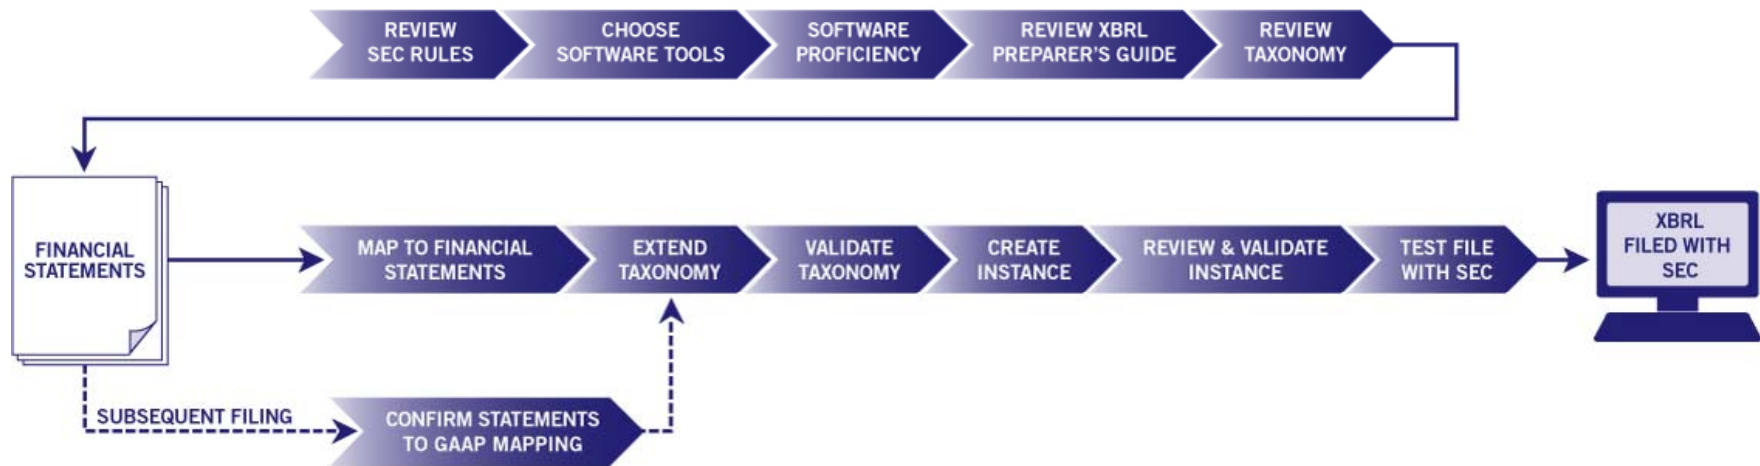 REVIEW
SEC RULES
CHOOSE
SOFTWARE TOOLS
SOFTWARE
PROFICIENCY
REVIEW XBRL
PREPARER'S GUIDE
REVIEW
TAXONOMY
FINANCIAL
STATEMENTS
MAP TO FINANCIAL
STATEMENTS
EXTEND
TAXONOMY
VALIDATE
TAXONOMY
CREATE
INSTANCE
REVIEW & VALIDATE
INSTANCE
TEST FILE
WITH SEC
XBRL
FILED WITH
SEC
SUBSEQUENT FILING
CONFIRM STATEMENTS
TO GAAP MAPPING